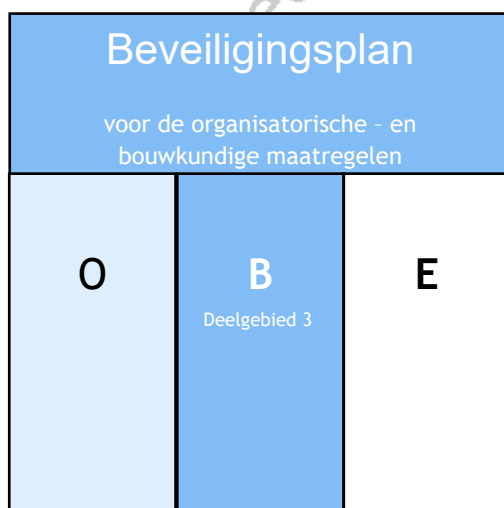 Beveiligingsplan
voor de organisatorische – en
bouwkundige maatregelen
O B E
Deelgebied 3